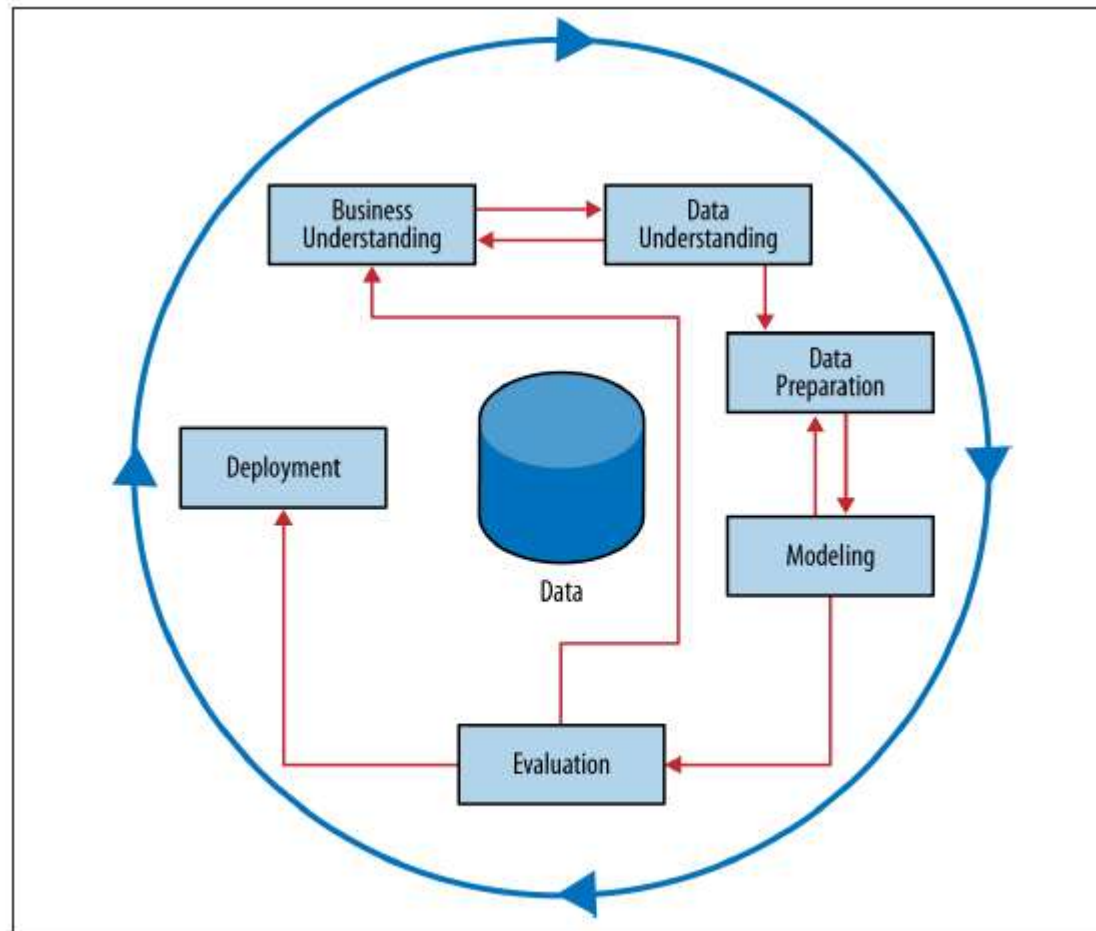 Business
Understanding
Data
Understanding
Data
Preparation
Deployment
Modeling
Data
Evaluation